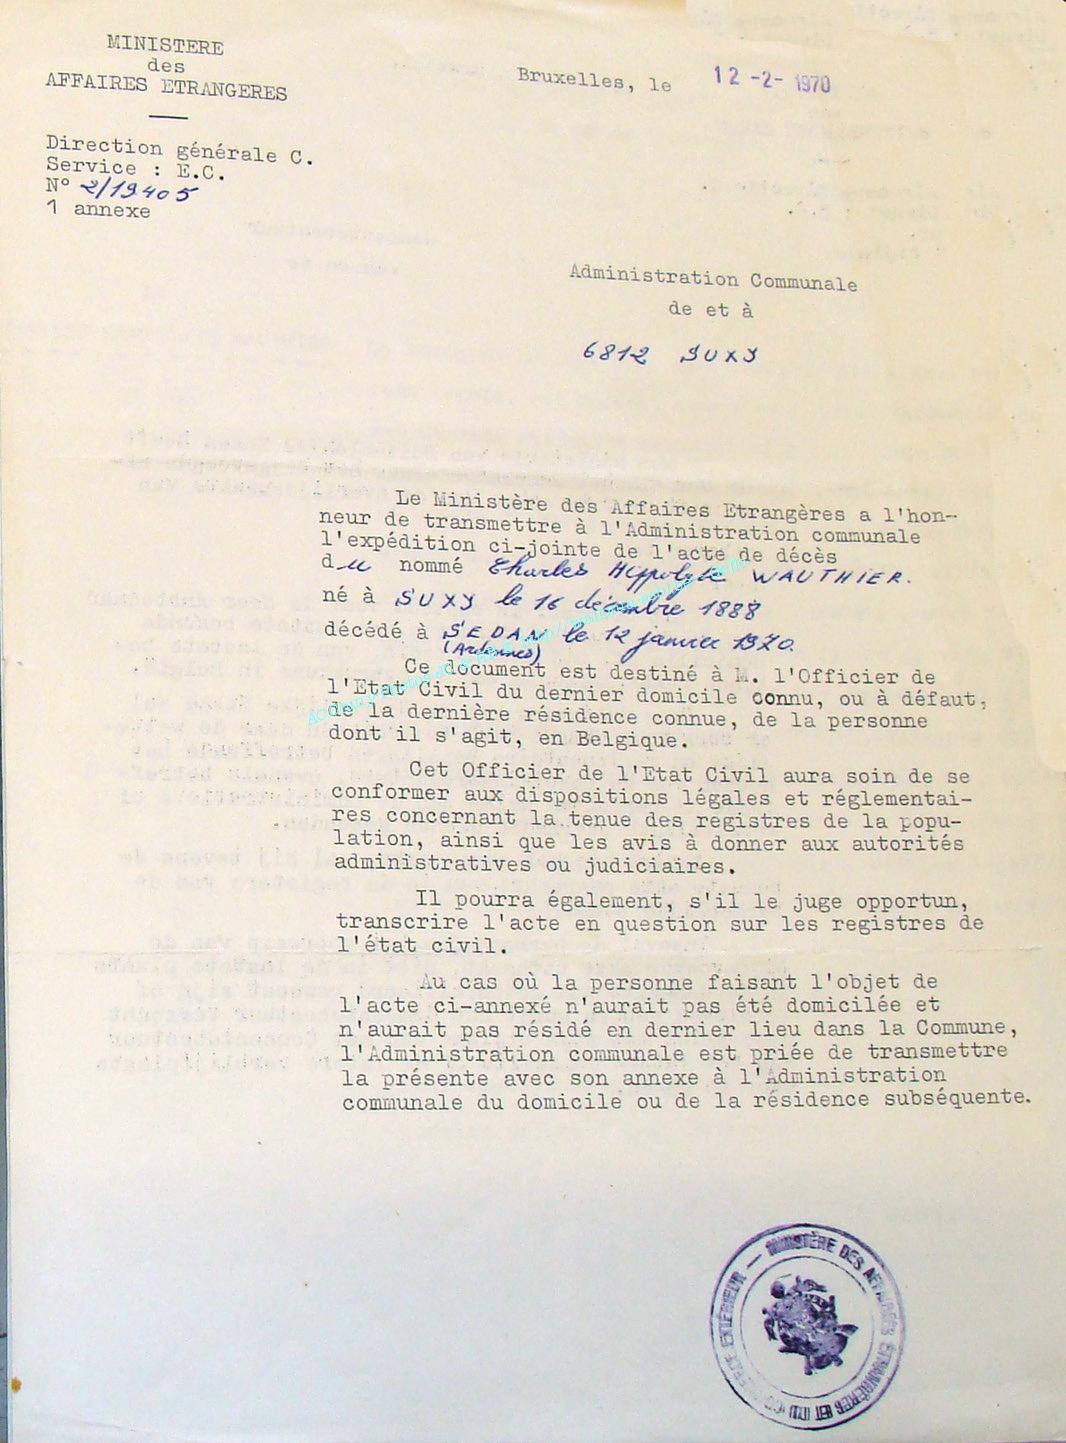 MINISTERE
des
AFFAIRES ETRANGERES
Direction générale C.
Service : E.C.
N° 2/19405
1 annexe
Bruxelles, le 12 -2- 1970
Administration Communale
de et à
6812 SUXY
Le Ministère des Affaires Etrangères a l'hon-
neur de transmettre à l'Administration communale
l'expédition ci-jointe de l'acte de décès
du nommé Charles Hippolyte WAUTHIER.
né à SUXY le 16 décembre 1888
décédé à SEDAN le 12 janvier 1970.
(Ardennes)
Ce document est destiné à M. l'Officier de
l'Etat Civil du dernier domicile connu, ou à défaut,
de la dernière résidence connue, de la personne
dont il s'agit, en Belgique.
Cet Officier de l'Etat Civil aura soin de se
conformer aux dispositions légales et réglementai-
res concernant la tenue des registres de la popu-
lation, ainsi que les avis à donner aux autorités
administratives ou judiciaires.
Il pourra également, s'il le juge opportun,
transcrire l'acte en question sur les registres de
l'état civil.
Au cas où la personne faisant l'objet de
l'acte ci-annexé n'aurait pas été domicilée et
n'aurait pas résidé en dernier lieu dans la Commune,
l'Administration communale est priée de transmettre
la présente avec son annexe à l'Administration
communale du domicile ou de la résidence subséquente.
MINISTÈRE DES AFFAIRES ÉTRANGÈRES ET DU EXTÉRIEUR